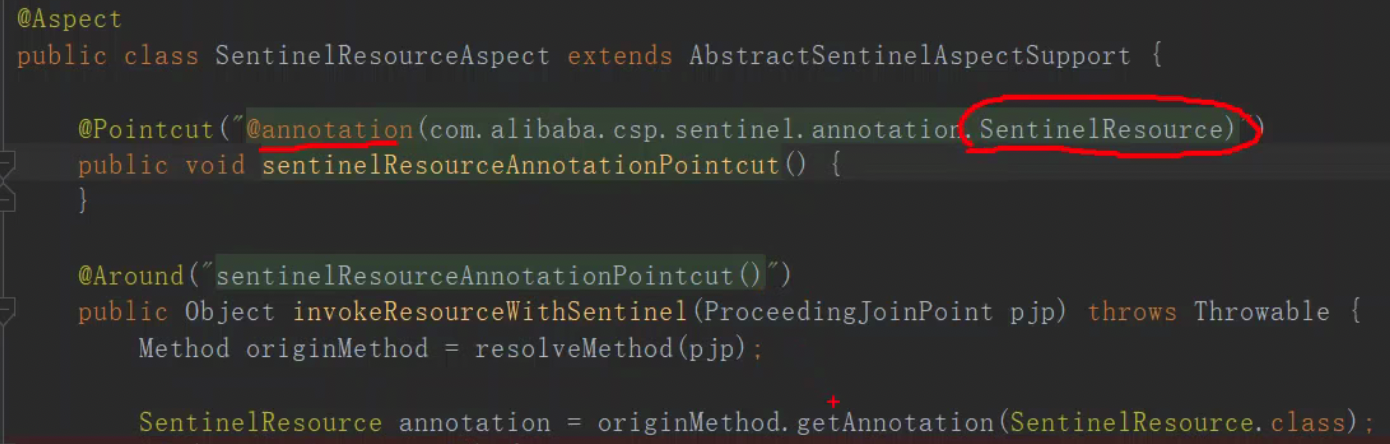 @Aspect
public class SentinelResourceAspect extends AbstractSentinelAspectSupport {
@Pointcut("@annotation(com.alibaba.csp.sentinel.annotation.SentinelResource)")
public void sentinelResourceAnnotationPointcut() {
}
@Around("sentinelResourceAnnotationPointcut()")
public Object invokeResourceWithSentinel(ProceedingJoinPoint pjp) throws Throwable {
Method originMethod = resolveMethod(pjp);
SentinelResource annotation = originMethod.getAnnotation(SentinelResource.class);